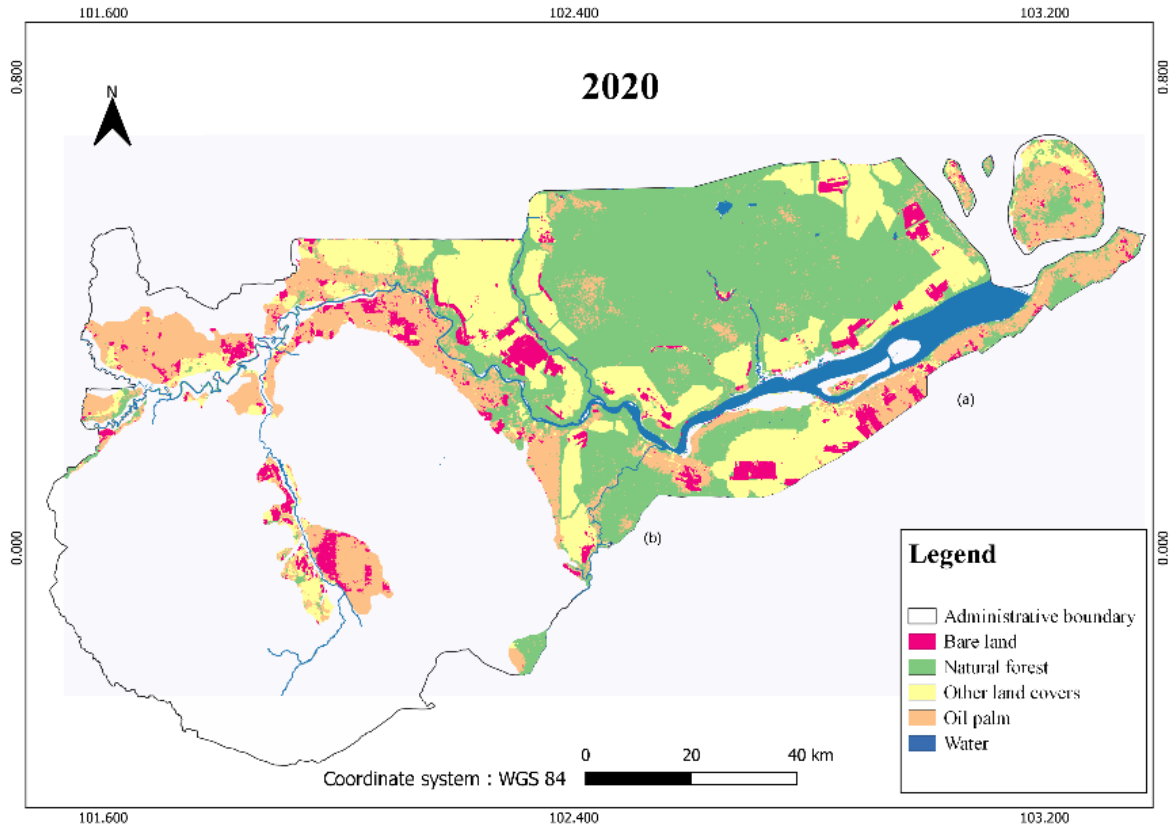 101.600 102.400 103.200
0.800 0.800
2020
N
(a)
(b)
0.000 0.000
Legend
Administrative boundary
Bare land
Natural forest
Other land covers
Oil palm
Water
0 20 40 km
Coordinate system : WGS 84
101.600 102.400 103.200